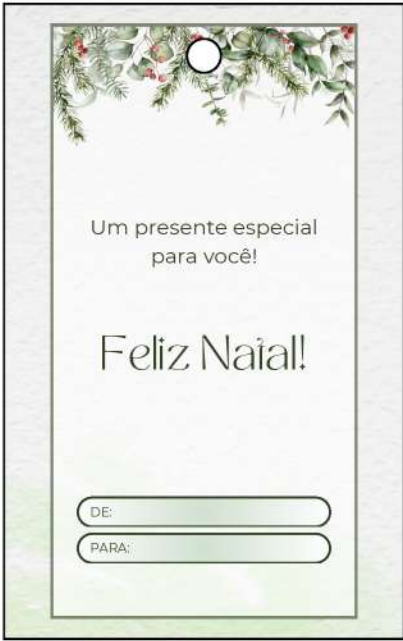 Um presente especial
para você!
Feliz Natal!
DE:
PARA: